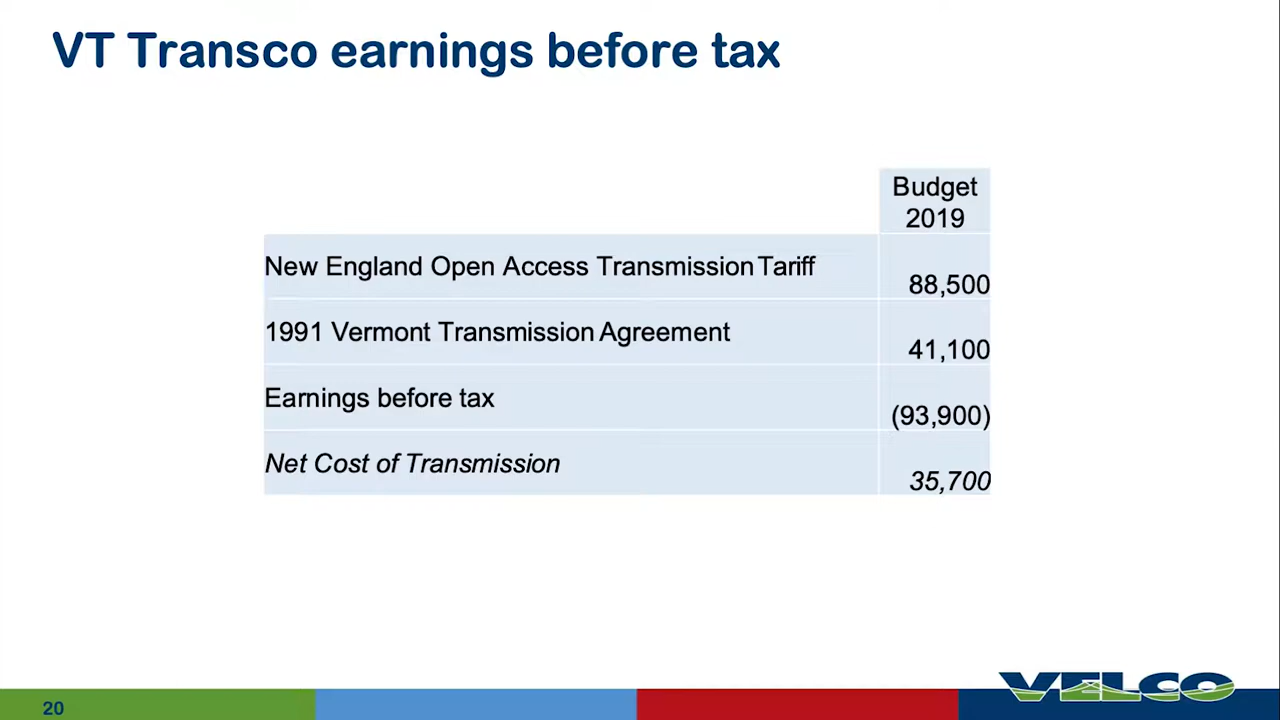 VT Transco earnings before tax
Budget
2019
New England Open Access Transmission Tariff 88,500
1991 Vermont Transmission Agreement 41,100
Earnings before tax (93,900)
Net Cost of Transmission 35,700
20
VELCO